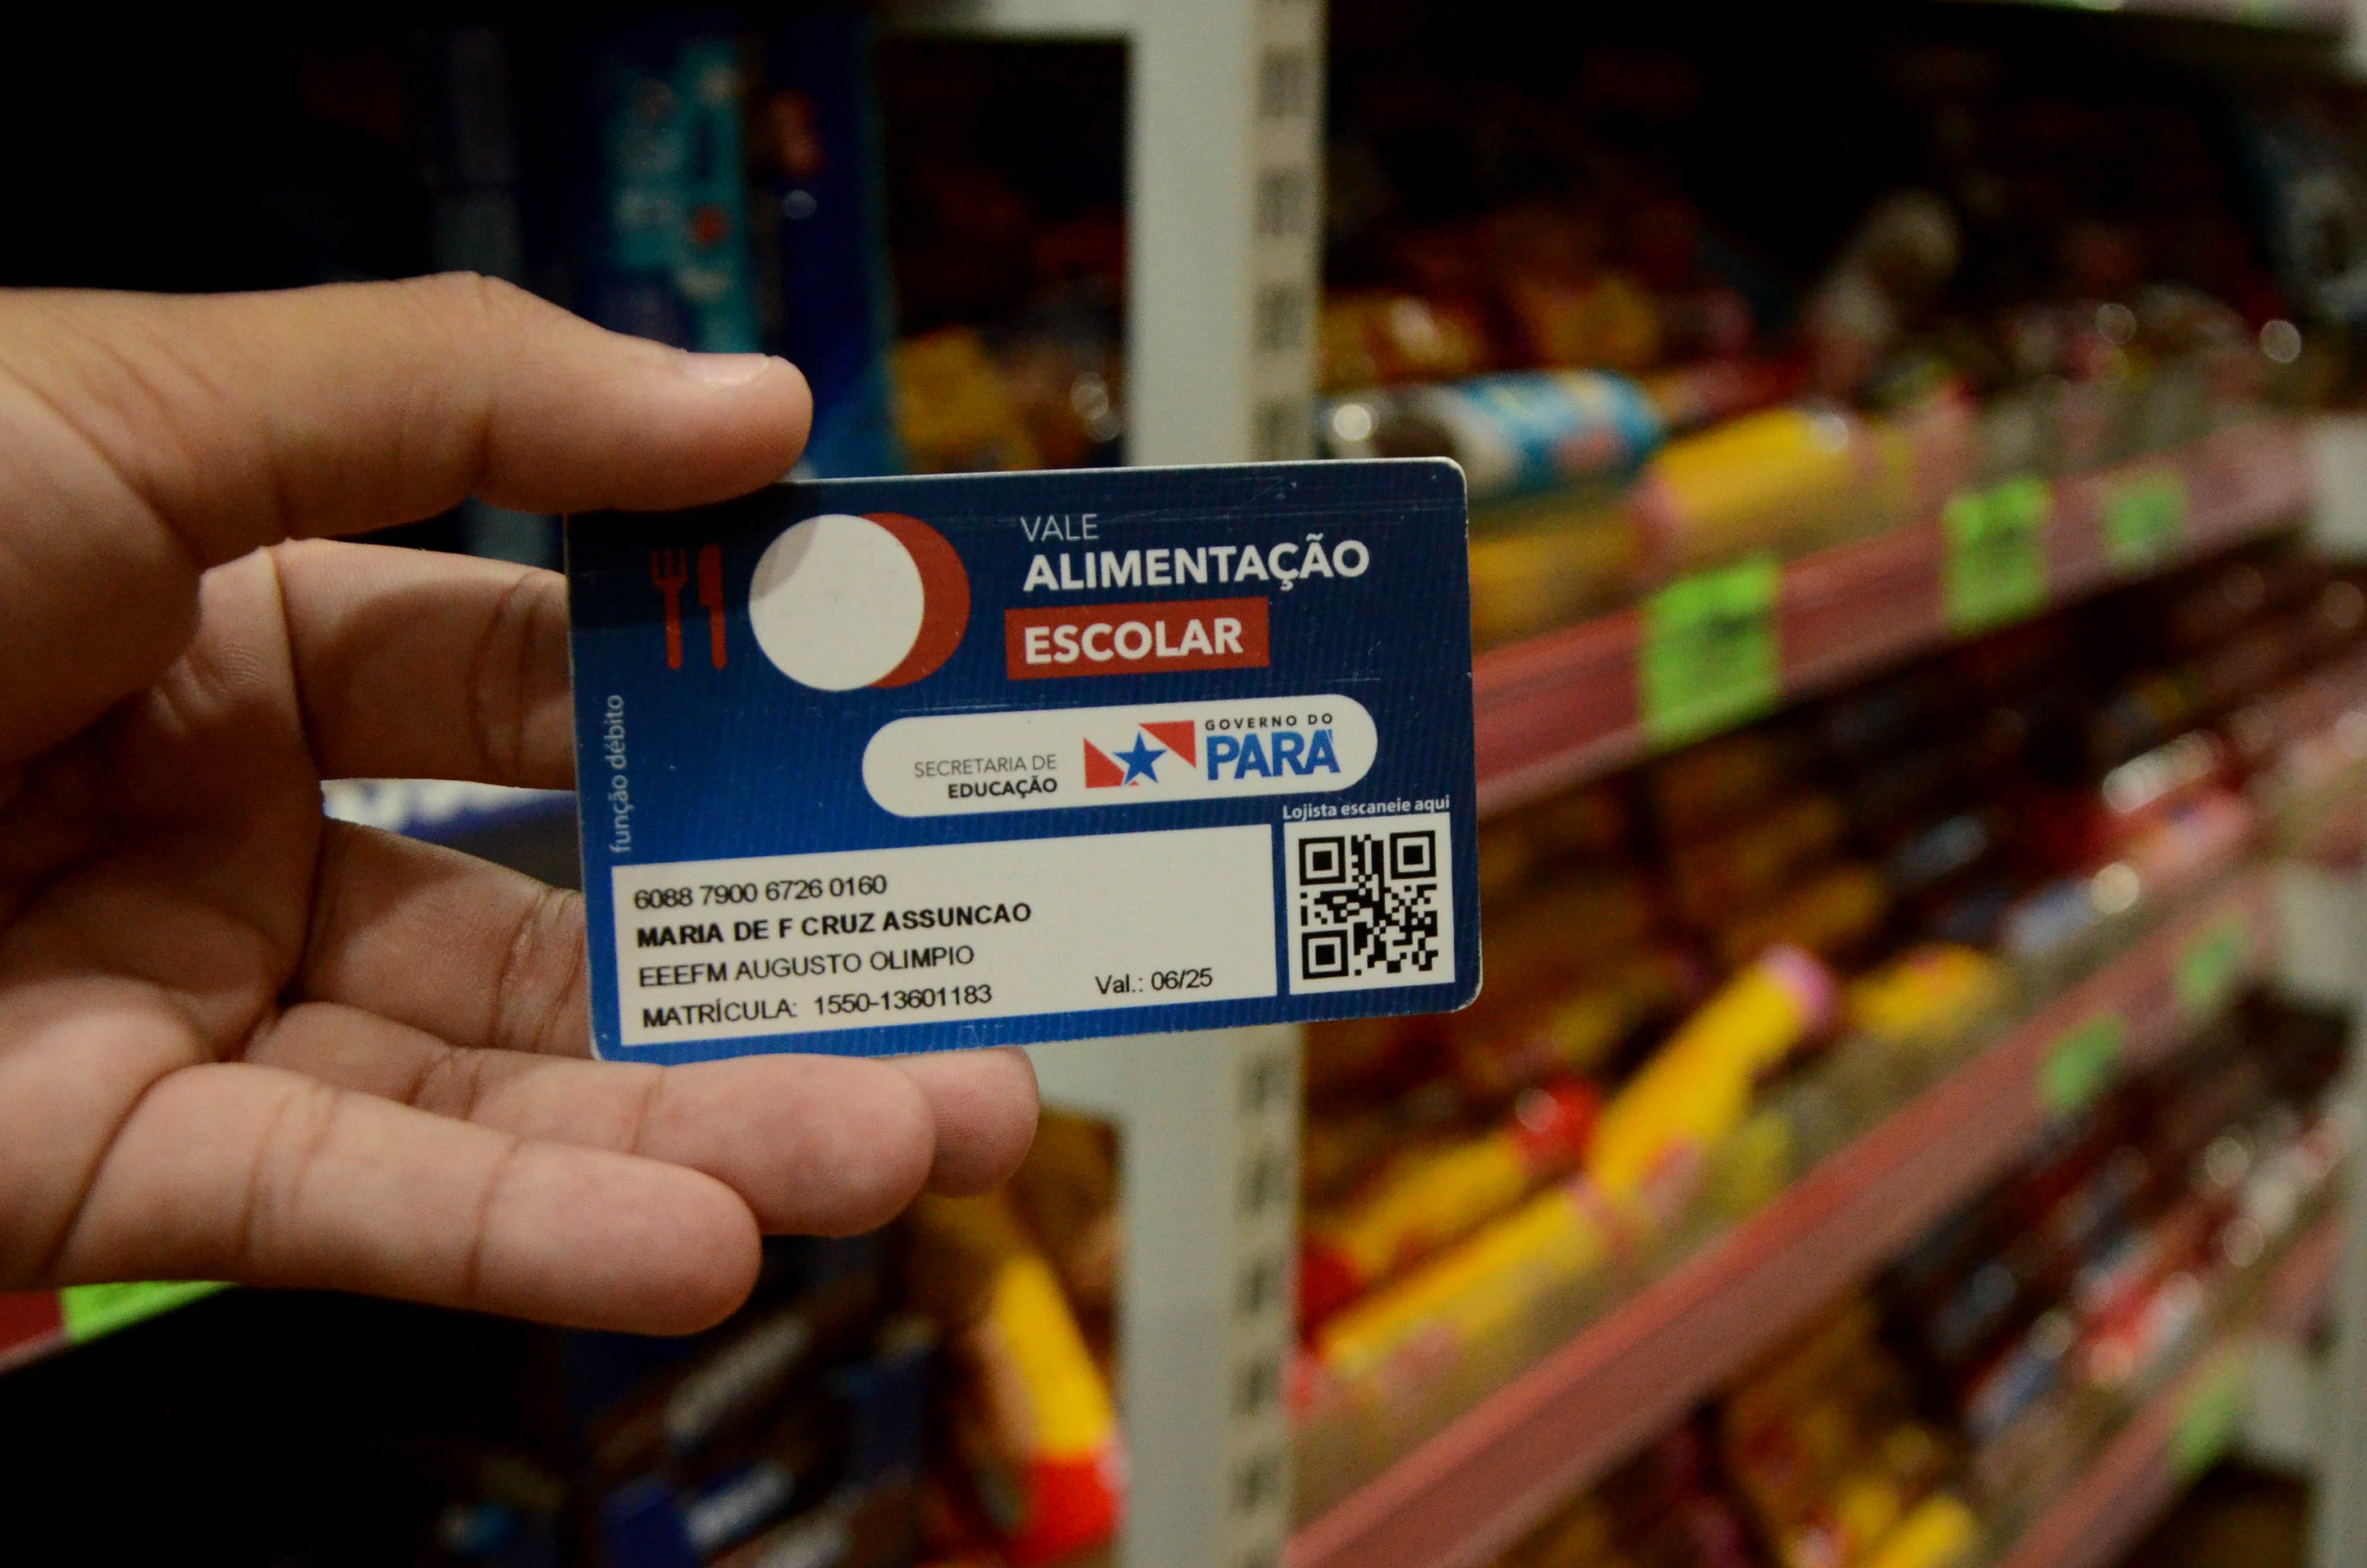 VALE
ALIMENTAÇÃO
ESCOLAR
função débito
SECRETARIA DE
EDUCAÇÃO
GOVERNO DO
PARÁ
Lojista escaneie aqui
6088 7900 6726 0160
MARIA DE F CRUZ ASSUNCAO
EEEFM AUGUSTO OLIMPIO
MATRÍCULA: 1550-13601183
Val.: 06/25